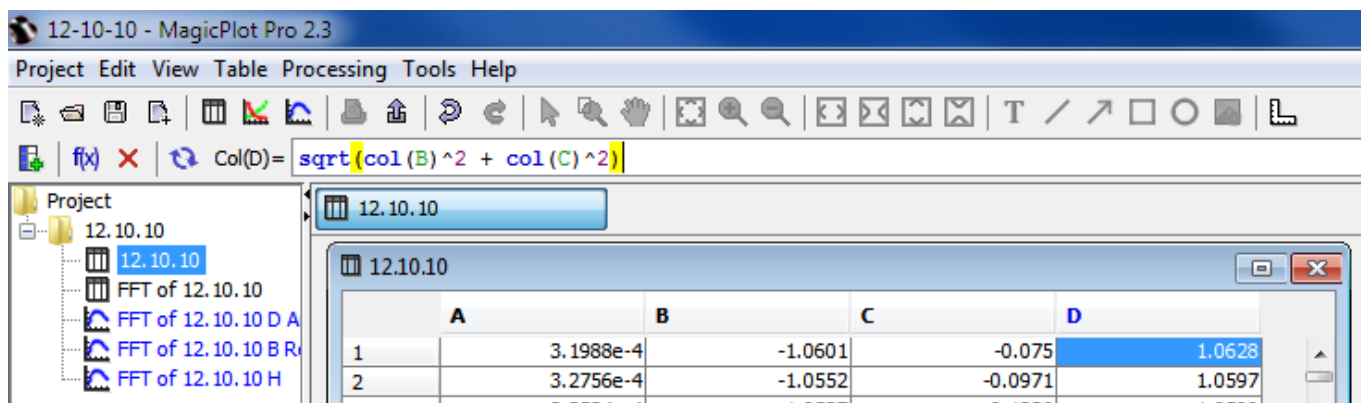 12-10-10 - MagicPlot Pro 2.3
Project Edit View Table Processing Tools Help
T
f(x) Col(D)= sqrt(col(B)^2 + col(C)^2)
Project
12.10.10
12.10.10
FFT of 12.10.10
FFT of 12.10.10 D A
FFT of 12.10.10 B R
FFT of 12.10.10 H
12.10.10
12.10.10
A B C D
1 3.1988e-4 -1.0601 -0.075 1.0628
2 3.2756e-4 -1.0552 -0.0971 1.0597